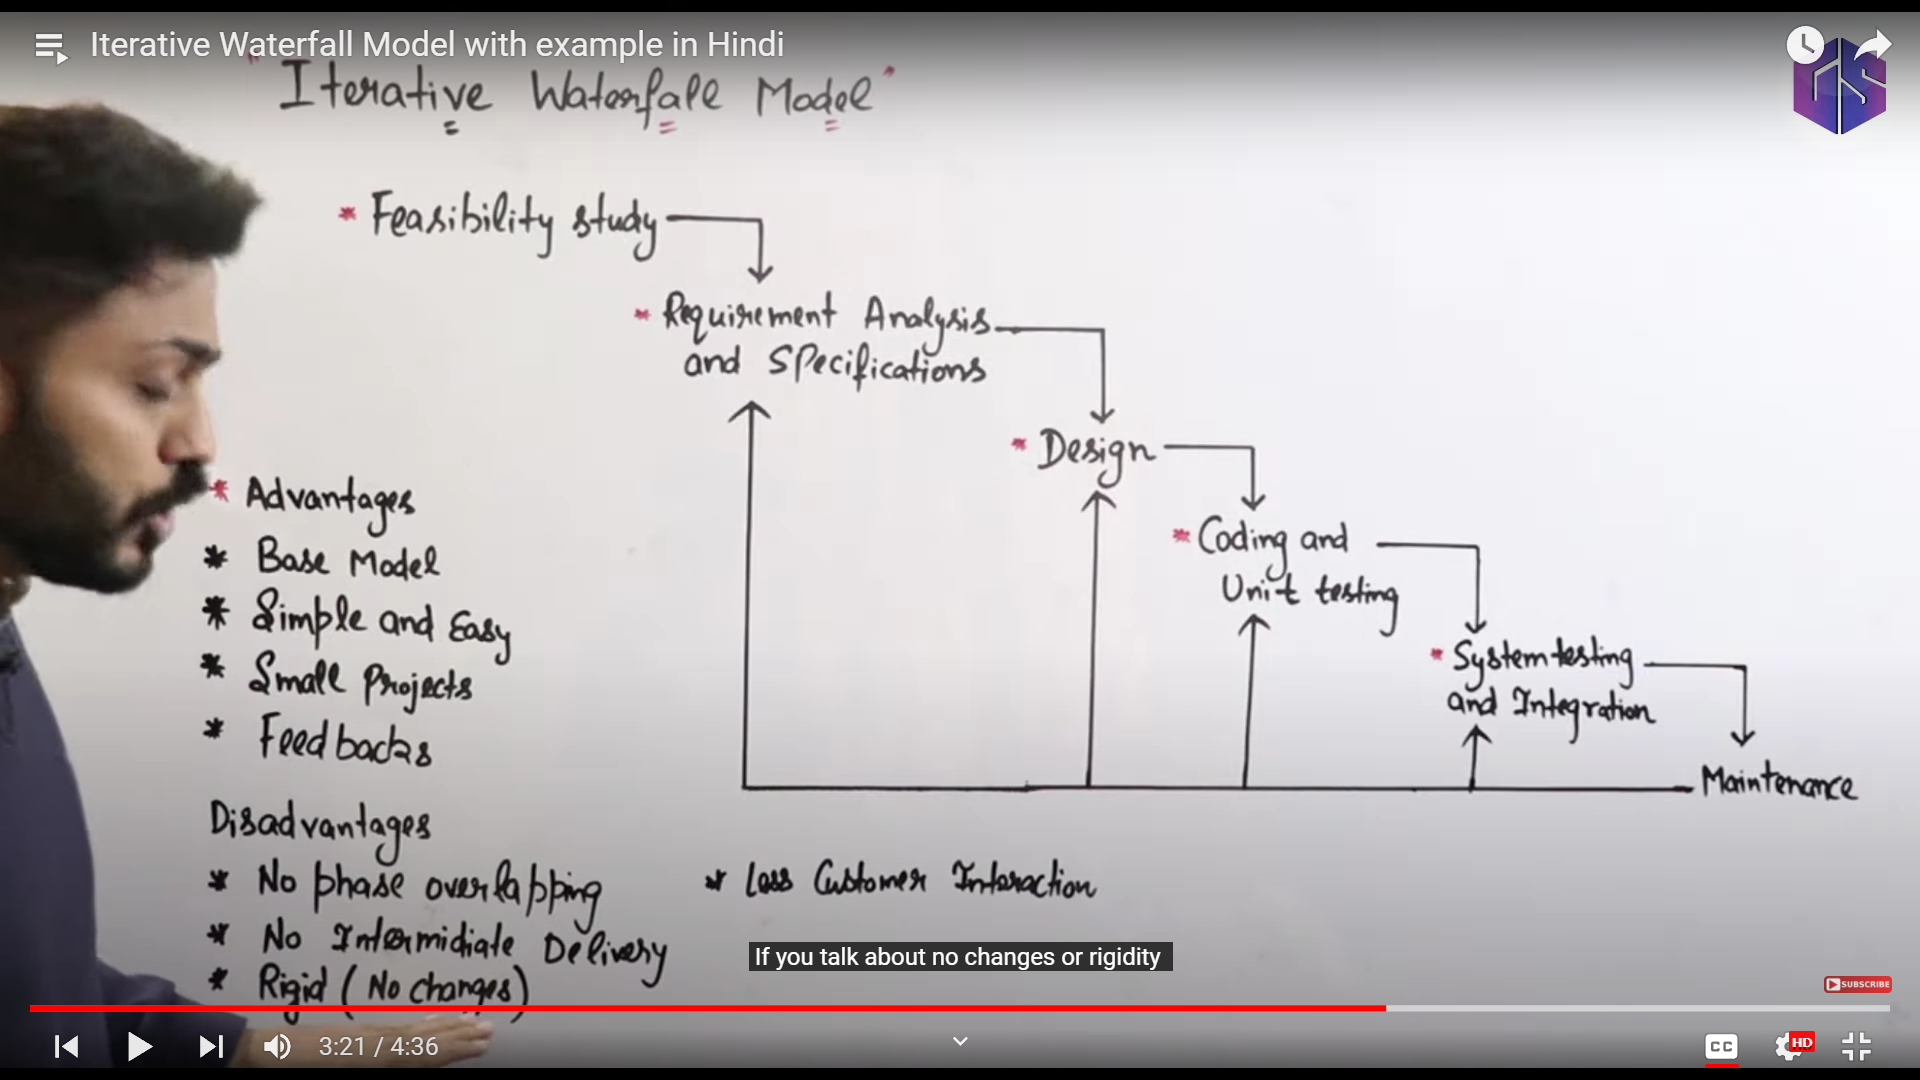 Iterative Waterfall Model with example in Hindi
"Iterative Waterfall Model"
* Feasibility study
* Requirement Analysis
and Specifications
* Design
* Coding and
Unit testing
* System testing
and Integration
Maintenance
* Advantages
* Base Model
* Simple and Easy
* Small Projects
* Feedbacks
Disadvantages
* No phase overlapping
* No Intermidiate Delivery
* Rigid (No changes)
* Less Customer Interaction
If you talk about no changes or rigidity
SUBSCRIBE
3:21 / 4:36
CC
HD